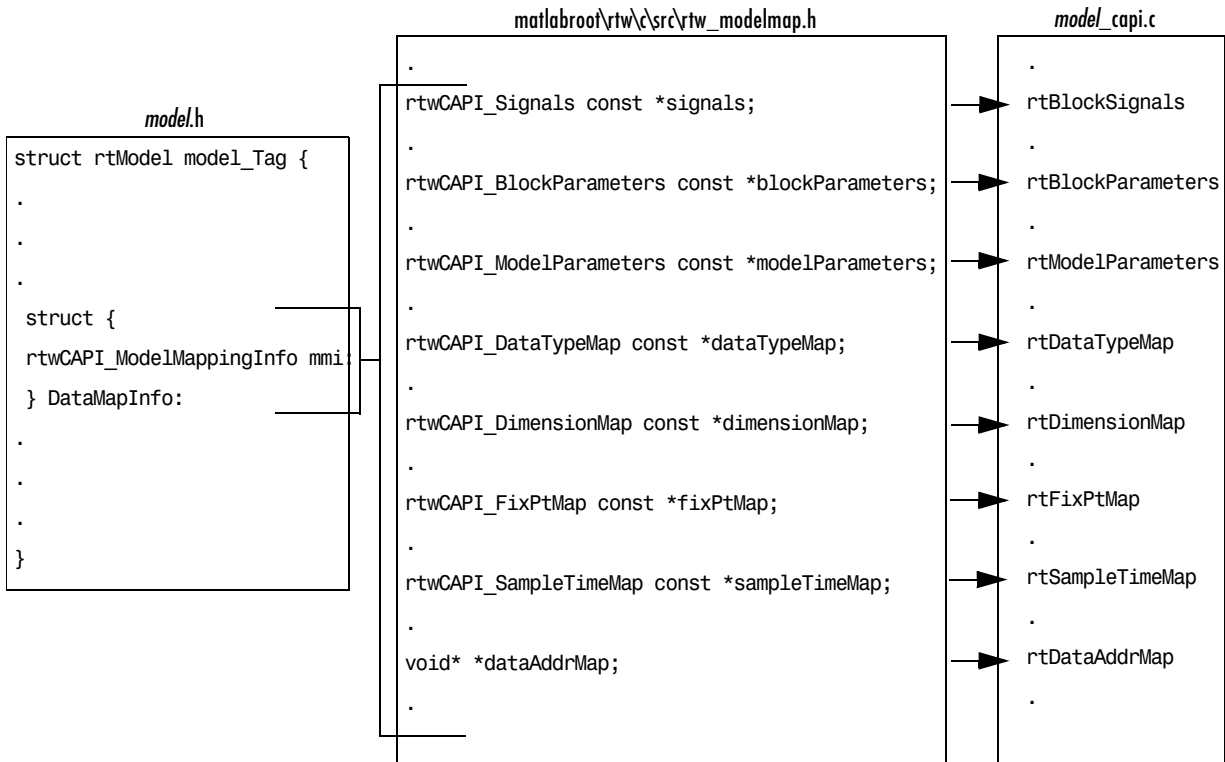 model.h
struct rtModel model_Tag {
.
.
.
struct {
rtwCAPI_ModelMappingInfo mmi:
} DataMapInfo:
.
.
.
}
matlabroot\rtw\c\src\rtw_modelmap.h
.
rtwCAPI_Signals const *signals;
.
rtwCAPI_BlockParameters const *blockParameters;
.
rtwCAPI_ModelParameters const *modelParameters;
.
rtwCAPI_DataTypeMap const *dataTypeMap;
.
rtwCAPI_DimensionMap const *dimensionMap;
.
rtwCAPI_FixPtMap const *fixPtMap;
.
rtwCAPI_SampleTimeMap const *sampleTimeMap;
.
void* *dataAddrMap;
.
model_capi.c
.
rtBlockSignals
.
rtBlockParameters
.
rtModelParameters
.
rtDataTypeMap
.
rtDimensionMap
.
rtFixPtMap
.
rtSampleTimeMap
.
rtDataAddrMap
.